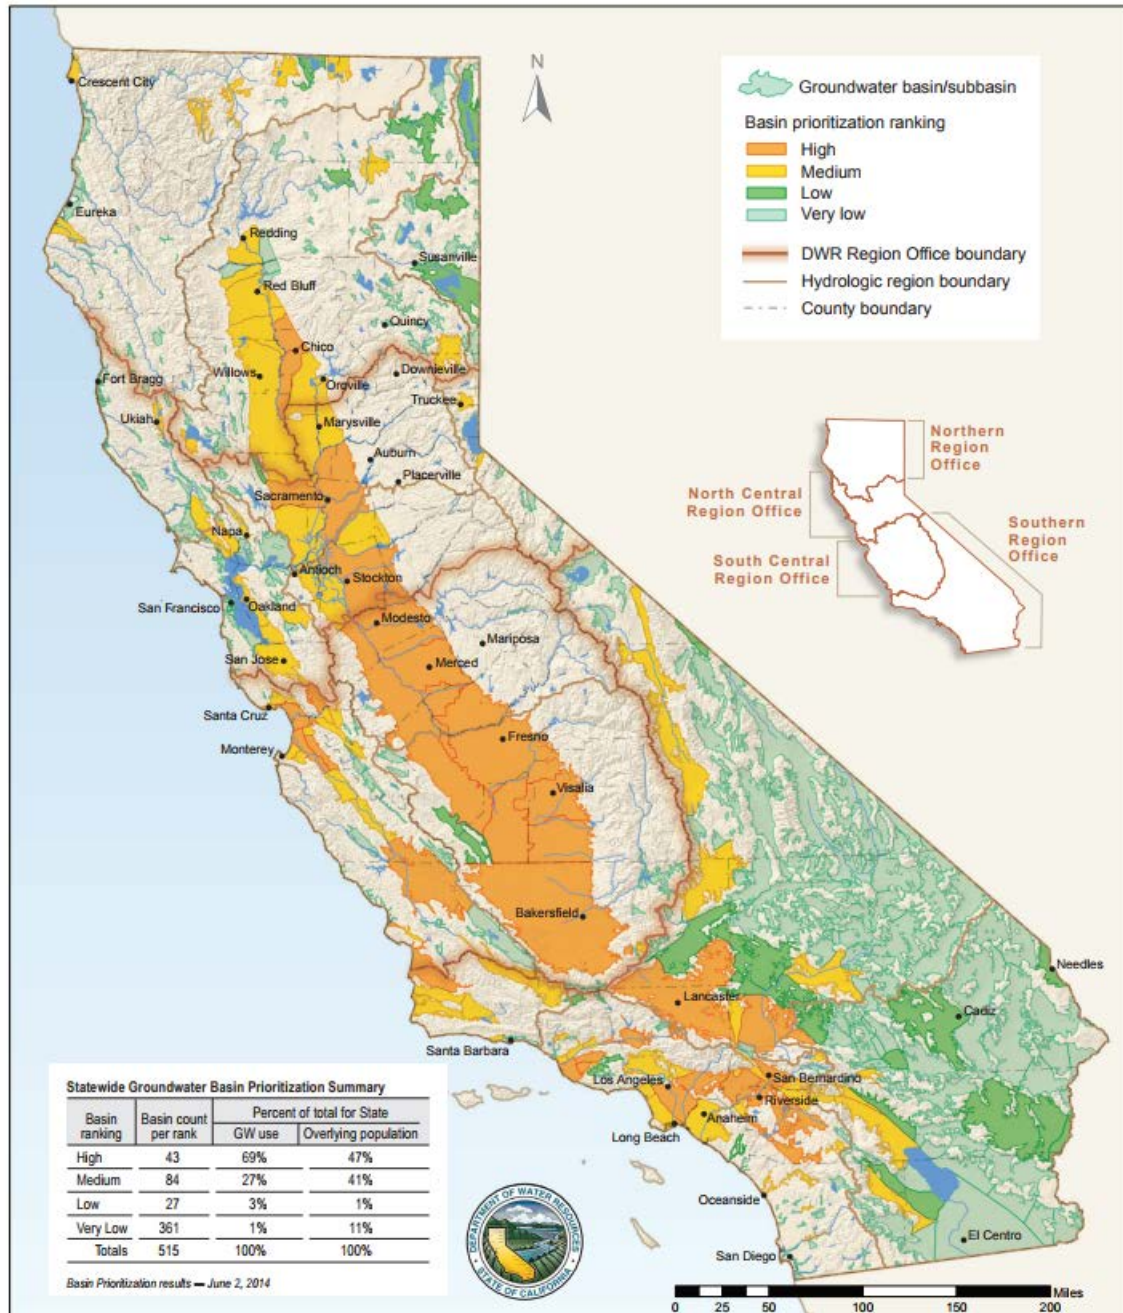 N
Groundwater basin/subbasin
Basin prioritization ranking
High
Medium
Low
Very low
DWR Region Office boundary
Hydrologic region boundary
County boundary
Crescent City
Eureka
Redding
Susanville
Red Bluff
Quincy
Chico
Fort Bragg
Willows
Oroville
Downieville
Truckee
Ukiah
Marysville
Auburn
Placerville
Sacramento
Napa
Antioch
Stockton
San Francisco
Oakland
Modesto
Mariposa
San Jose
Merced
Santa Cruz
Monterey
Fresno
Visalia
Bakersfield
Needles
Lancaster
Cadiz
Santa Barbara
Los Angeles
San Bernardino
Riverside
Anaheim
Long Beach
Oceanside
El Centro
San Diego
Northern
Region
Office
North Central
Region Office
Southern
Region
Office
South Central
Region Office
Statewide Groundwater Basin Prioritization Summary
Basin ranking Basin count per rank Percent of total for State
GW use Overlying population
High 43 69% 47%
Medium 84 27% 41%
Low 27 3% 1%
Very Low 361 1% 11%
Totals 515 100% 100%
Basin Prioritization results — June 2, 2014
DEPARTMENT OF WATER RESOURCES
STATE OF CALIFORNIA
Miles
0 25 50 100 150 200